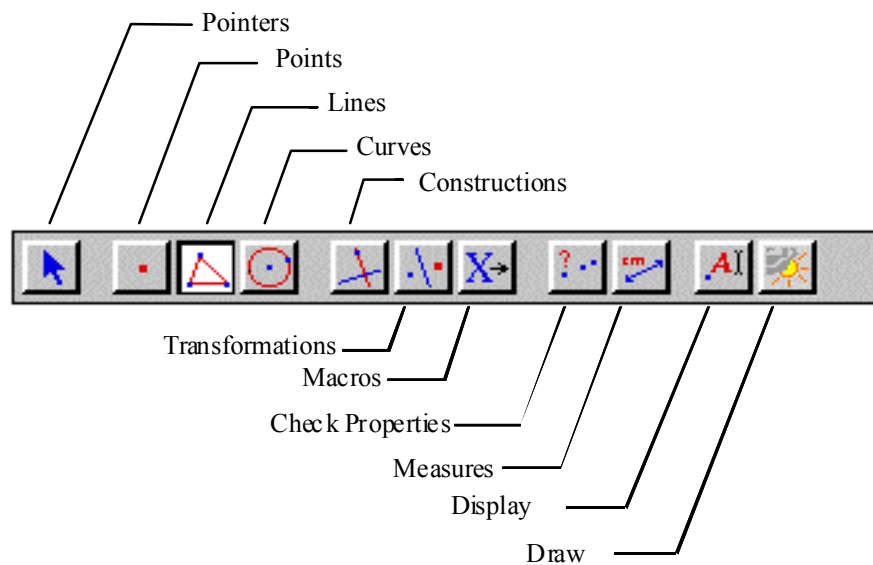 Pointers
Points
Lines
Curves
Constructions
X
?
cm
A
Transformations
Macros
Check Properties
Measures
Display
Draw